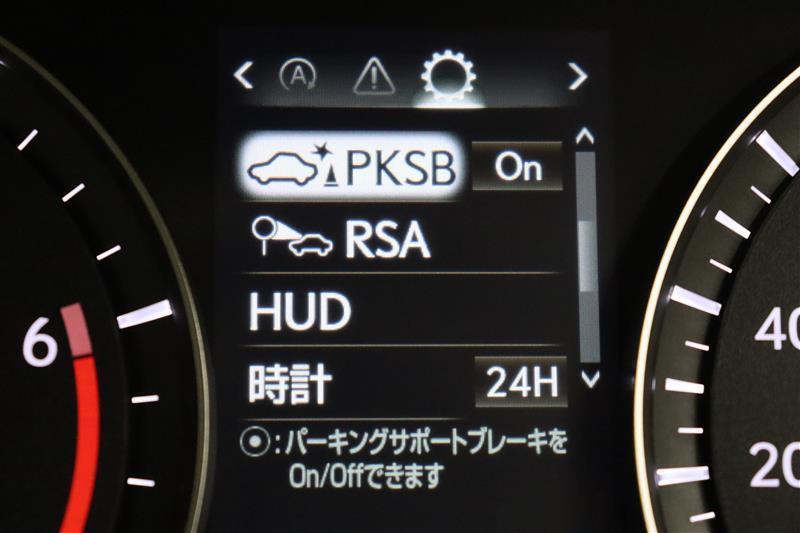 A
PKSB On
RSA
HUD
時計 24H
:パーキングサポートブレーキを
On/Offできます
6
40
20